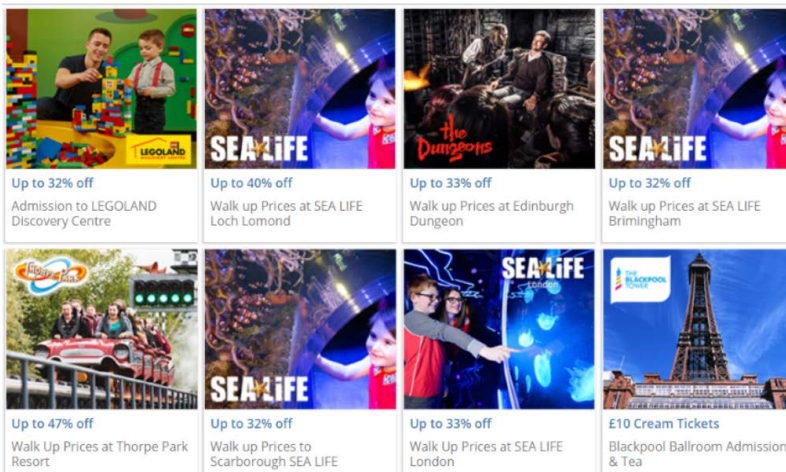 LEGOLAND
DISCOVERY CENTRE
SEA LIFE
the
Dungeons
SEA LIFE
Up to 32% off
Up to 40% off
Up to 33% off
Up to 32% off
Admission to LEGOLAND
Discovery Centre
Walk up Prices at SEA LIFE
Loch Lomond
Walk up Prices at Edinburgh
Dungeon
Walk up Prices at SEA LIFE
Brimingham
THORPE PARK
SEA LIFE
SEA LIFE
London
THE
BLACKPOOL
TOWER
Up to 47% off
Up to 32% off
Up to 33% off
£10 Cream Tickets
Walk Up Prices at Thorpe Park
Resort
Walk up Prices to
Scarborough SEA LIFE
Walk Up Prices at SEA LIFE
London
Blackpool Ballroom Admission
& Tea